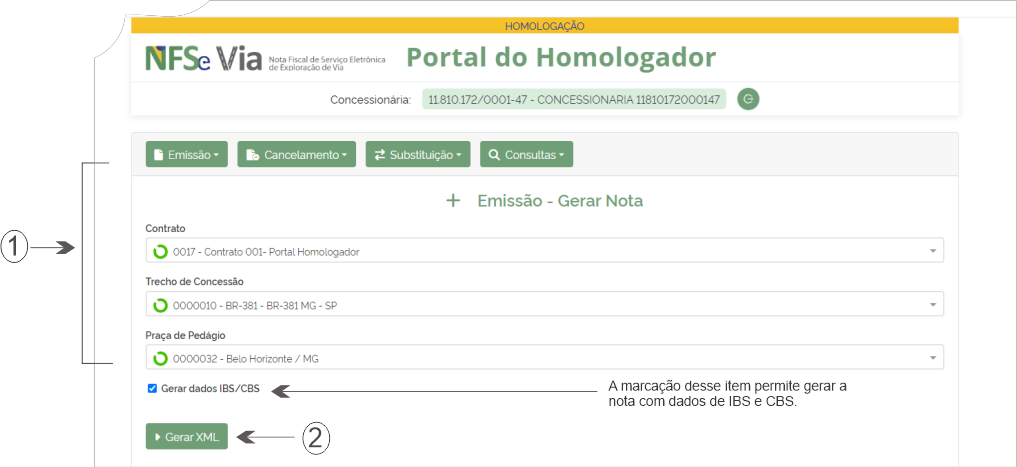 HOMOLOGAÇÃO
NFSe Via Nota Fiscal de Serviço Eletrônica
de Exploração de Via
Portal do Homologador
Concessionária: 11.810.172/0001-47 - CONCESSIONARIA 11810172000147
Emissão Cancelamento Substituição Consultas
+ Emissão - Gerar Nota
Contrato
0017 - Contrato 001- Portal Homologador
1
Trecho de Concessão
0000010 - BR-381 - BR-381 MG - SP
Praça de Pedágio
0000032 - Belo Horizonte / MG
Gerar dados IBS/CBS
A marcação desse item permite gerar a
nota com dados de IBS e CBS.
Gerar XML
2